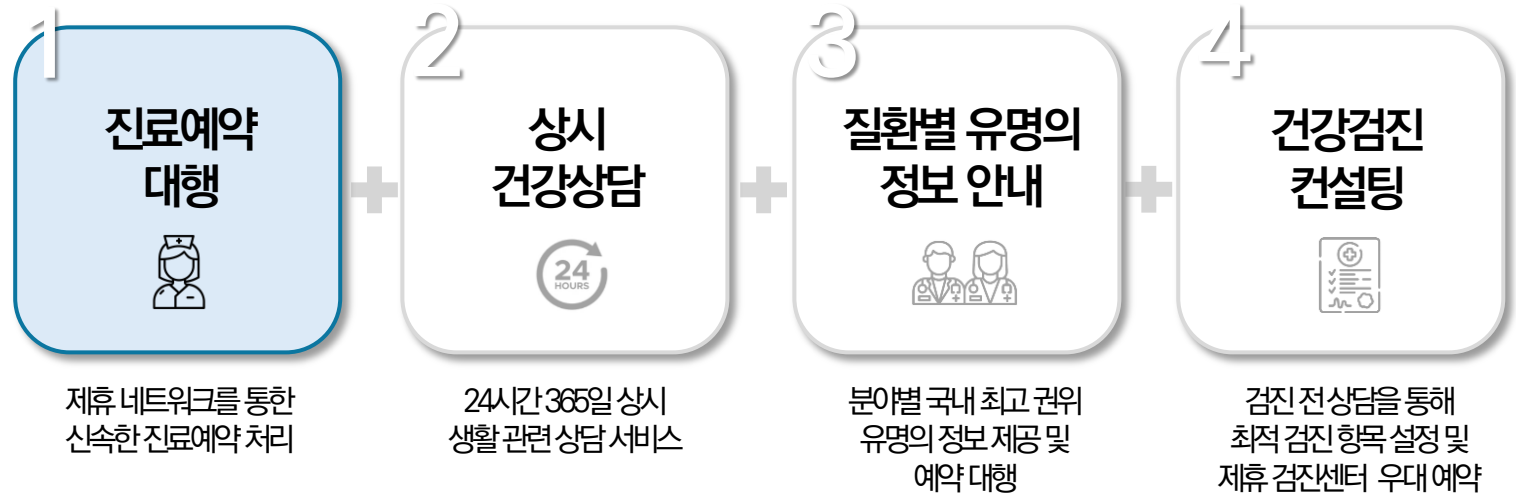 1
진료예약
대행
제휴 네트워크를 통한
신속한 진료예약 처리
2
상시
건강상담
24
HOURS
24시간 365일 상시
생활 관련 상담 서비스
3
질환별 유명의
정보 안내
분야별 국내 최고 권위
유명의 정보 제공 및
예약 대행
4
건강검진
컨설팅
검진 전 상담을 통해
최적 검진 항목 설정 및
제휴 검진센터 우대 예약